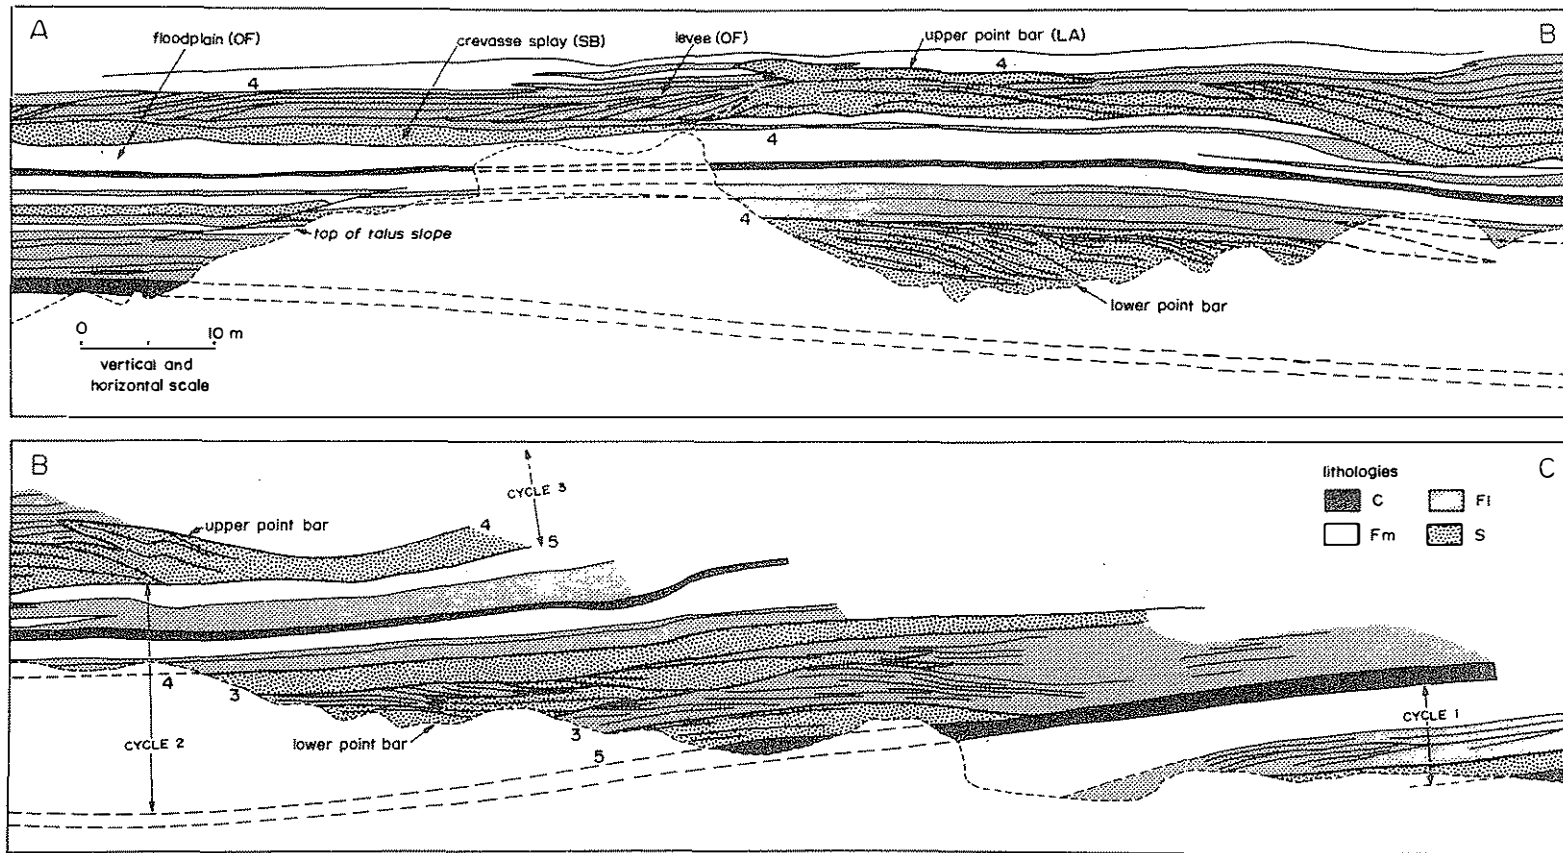 A
B
floodplain (OF)
crevasse splay (SB)
levee (OF)
upper point bar (LA)
4
4
4
4
top of talus slope
lower point bar
0 10 m
vertical and
horizontal scale
B
C
CYCLE 3
upper point bar
4
5
lithologies
C Fl
Fm S
4
3
CYCLE 2
lower point bar
3
5
CYCLE 1